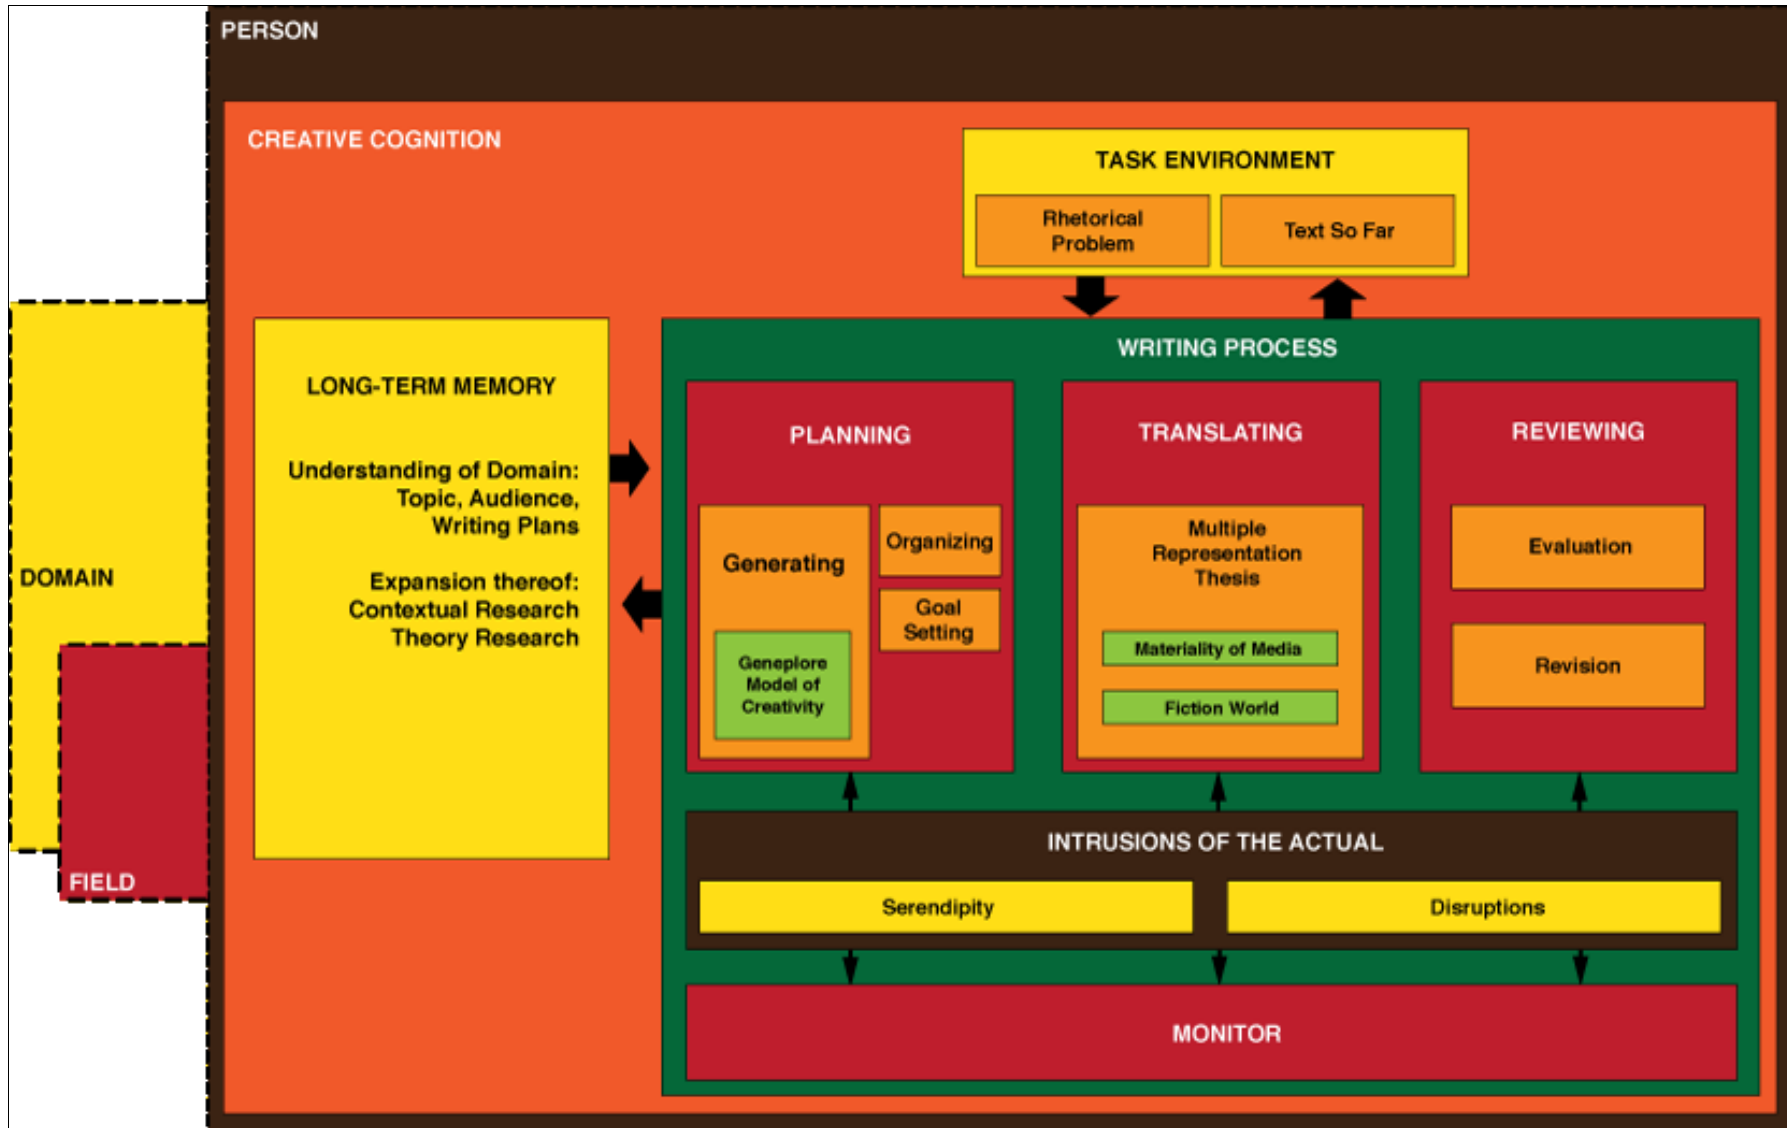 PERSON
CREATIVE COGNITION
TASK ENVIRONMENT
Rhetorical
Problem
Text So Far
DOMAIN
FIELD
LONG-TERM MEMORY
Understanding of Domain:
Topic, Audience,
Writing Plans
Expansion thereof:
Contextual Research
Theory Research
WRITING PROCESS
PLANNING
Generating
Geneplore
Model of
Creativity
Organizing
Goal
Setting
TRANSLATING
Multiple
Representation
Thesis
Materiality of Media
Fiction World
REVIEWING
Evaluation
Revision
INTRUSIONS OF THE ACTUAL
Serendipity
Disruptions
MONITOR